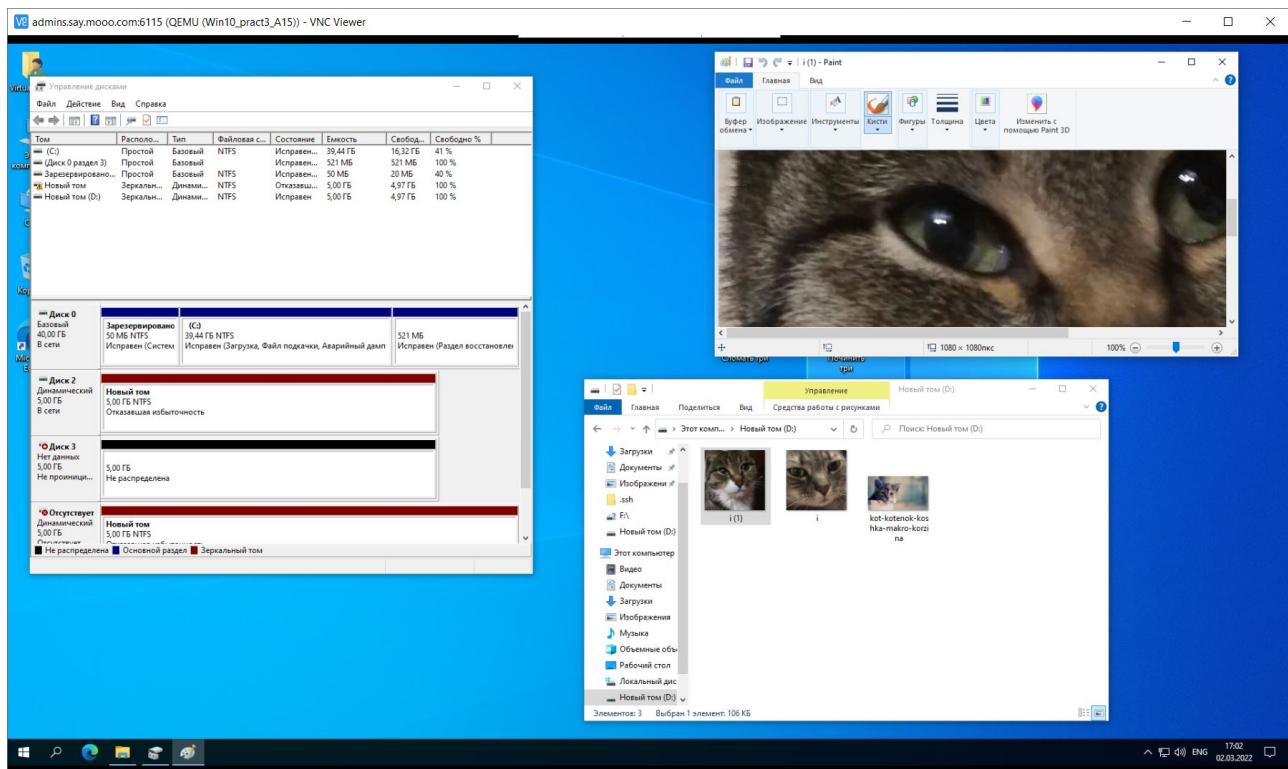 admins.say.mooo.com:6115 (QEMU (Win10_pract3_A15)) - VNC Viewer
Управление дисками
Файл Действие Вид Справка
Том Располо... Тип Файловая с... Состояние Емкость Свобод... Свободно %
(C:) Простой Базовый NTFS Исправен... 39,44 ГБ 16,32 ГБ 41 %
(Диск 0 раздел 3) Простой Базовый Исправен... 521 МБ 521 МБ 100 %
Зарезервировано... Простой Базовый NTFS Исправен... 50 МБ 20 МБ 40 %
Новый том Зеркальн... Динами... NTFS Отказавш... 5,00 ГБ 4,97 ГБ 100 %
Новый том (D:) Зеркальн... Динами... NTFS Исправен 5,00 ГБ 4,97 ГБ 100 %
Диск 0
Базовый
40,00 ГБ
В сети
Зарезервировано
50 МБ NTFS
Исправен (Систем
(C:)
39,44 ГБ NTFS
Исправен (Загрузка, Файл подкачки, Аварийный дамп
521 МБ
Исправен (Раздел восстановлен
Диск 2
Динамический
5,00 ГБ
В сети
Новый том
5,00 ГБ NTFS
Отказавшая избыточность
Диск 3
Нет данных
5,00 ГБ
Не проиници...
5,00 ГБ
Не распределена
Отсутствует
Динамический
5,00 ГБ
Новый том
5,00 ГБ NTFS
Не распределена Основной раздел Зеркальный том
i (1) - Paint
Файл Главная Вид
Буфер обмена Изображение Инструменты Кисти Фигуры Толщина Цвета Изменить с помощью Paint 3D
1080 × 1080пкс 100%
Сломать три Починить три
Управление Новый том (D:)
Файл Главная Поделиться Вид Средства работы с рисунками
Этот комп... Новый том (D:) Поиск: Новый том (D:)
Загрузки
Документы
Изображени
.ssh
F:\
Новый том (D:)
Этот компьютер
Видео
Документы
Загрузки
Изображения
Музыка
Объемные объ
Рабочий стол
Локальный дис
Новый том (D:)
i (1)
i
kot-kotenok-kos
hka-makro-korzi
na
Элементов: 3 Выбран 1 элемент: 106 КБ
ENG 17:02
02.03.2022